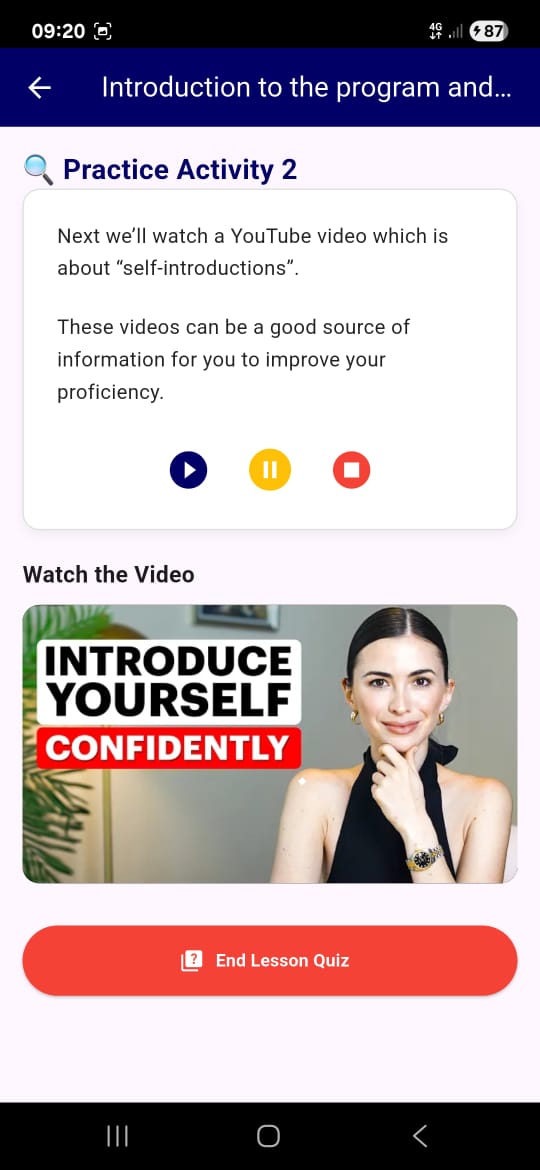 09:20
4G
87
Introduction to the program and...
Practice Activity 2
Next we’ll watch a YouTube video which is
about “self-introductions”.
These videos can be a good source of
information for you to improve your
proficiency.
Watch the Video
INTRODUCE
YOURSELF
CONFIDENTLY
End Lesson Quiz